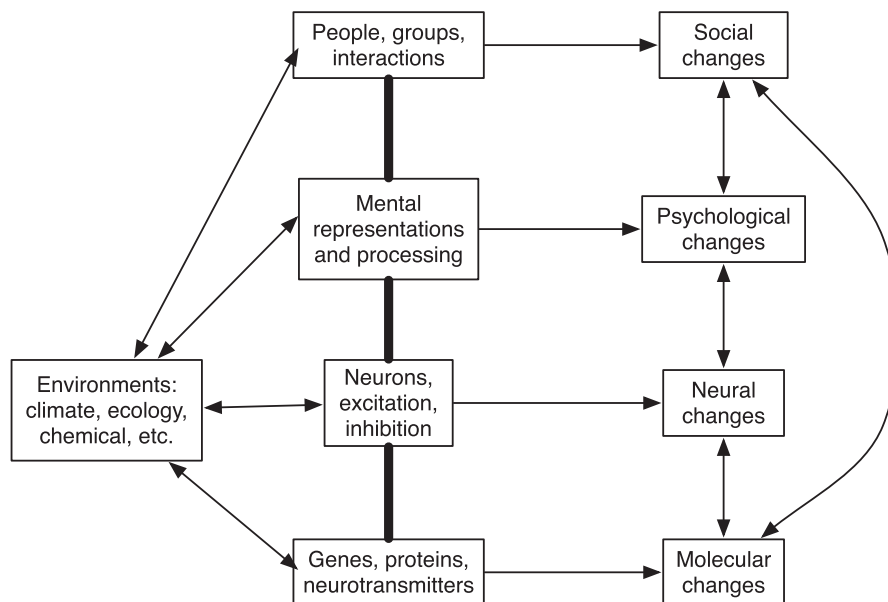 People, groups,
interactions
Social
changes
Mental
representations
and processing
Psychological
changes
Environments:
climate, ecology,
chemical, etc.
Neurons,
excitation,
inhibition
Neural
changes
Genes, proteins,
neurotransmitters
Molecular
changes